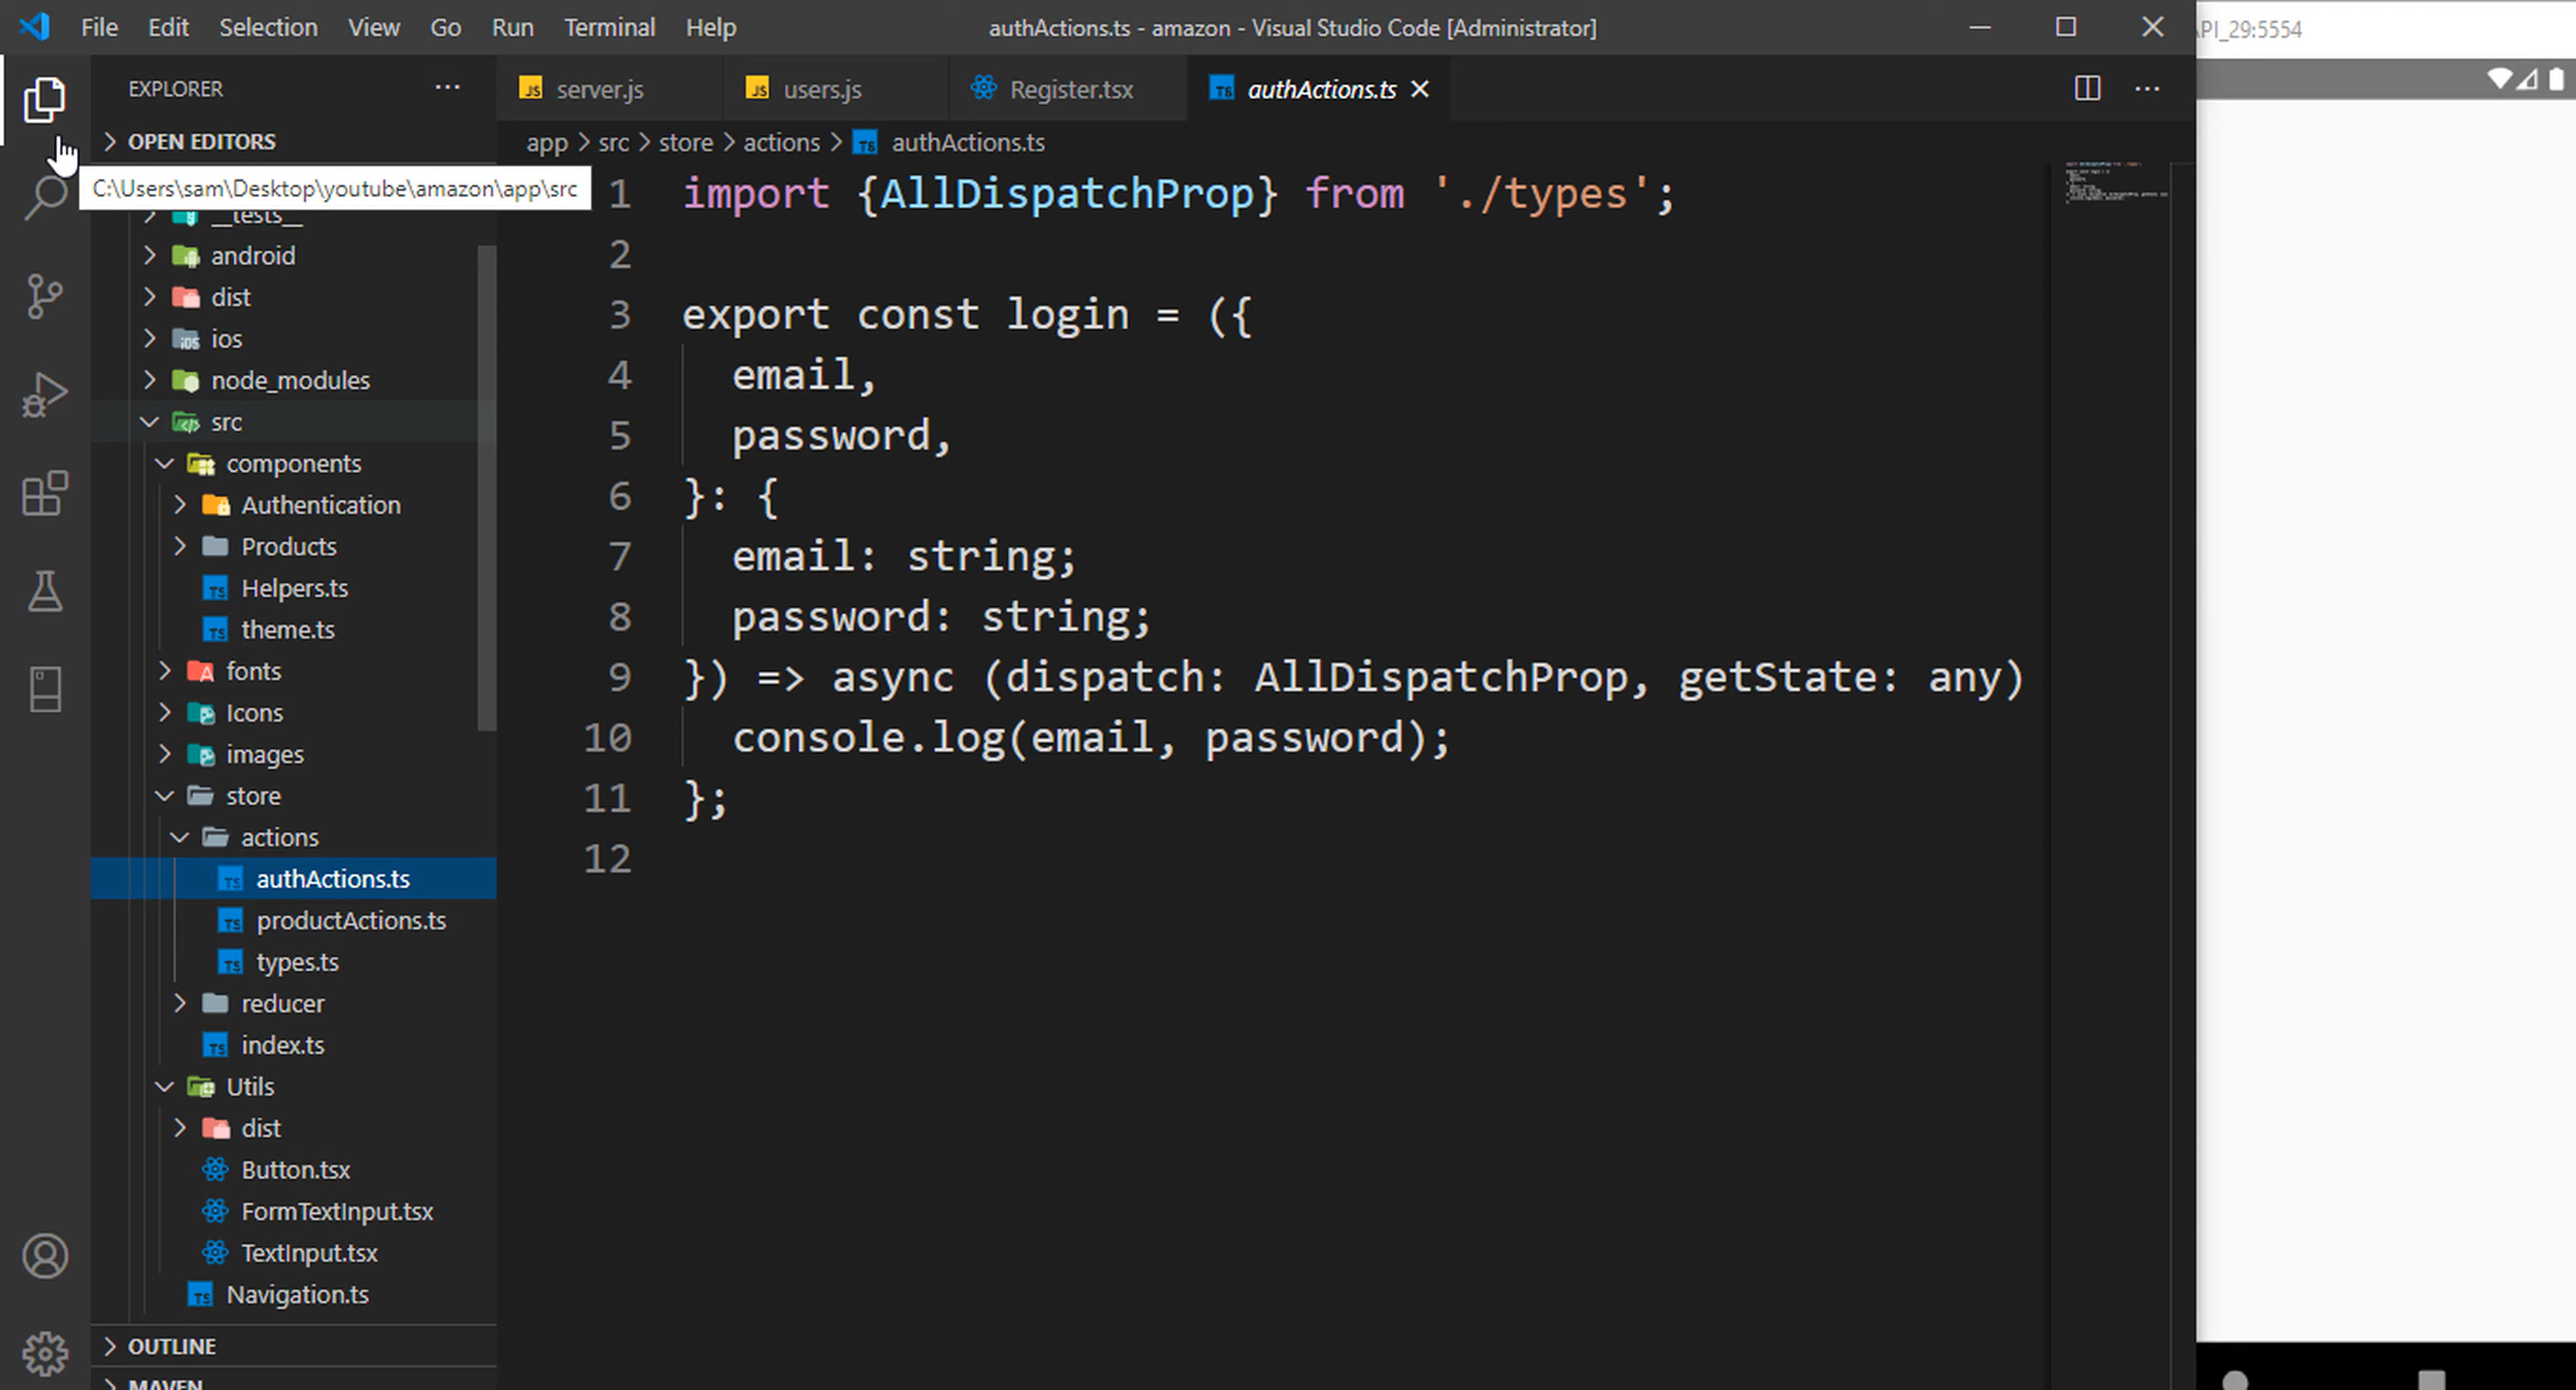 File Edit Selection View Go Run Terminal Help
authActions.ts - amazon - Visual Studio Code [Administrator]
API_29:5554
EXPLORER
server.js
users.js
Register.tsx
authActions.ts
OPEN EDITORS
C:\Users\sam\Desktop\youtube\amazon\app\src
__tests__
android
dist
ios
node_modules
src
components
Authentication
Products
Helpers.ts
theme.ts
fonts
Icons
images
store
actions
authActions.ts
productActions.ts
types.ts
reducer
index.ts
Utils
dist
Button.tsx
FormTextInput.tsx
TextInput.tsx
Navigation.ts
OUTLINE
MAVEN
app > src > store > actions > authActions.ts
1 import {AllDispatchProp} from './types';
2
3 export const login = ({
4 email,
5 password,
6 }: {
7 email: string;
8 password: string;
9 }) => async (dispatch: AllDispatchProp, getState: any)
10 console.log(email, password);
11 };
12